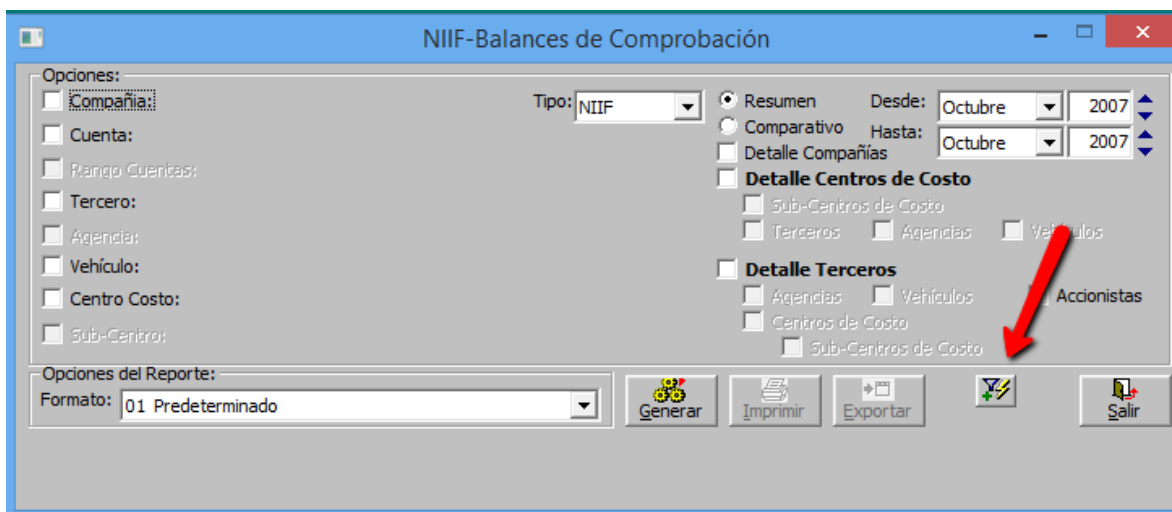 NIIF-Balances de Comprobación
Opciones:
Compañia:
Cuenta:
Rango Cuentas:
Tercero:
Agencia:
Vehículo:
Centro Costo:
Sub-Centro:
Tipo: NIIF
Resumen
Comparativo
Detalle Compañías
Desde: Octubre 2007
Hasta: Octubre 2007
Detalle Centros de Costo
Sub-Centros de Costo
Terceros Agencias Vehículos
Detalle Terceros
Agencias Vehículos Accionistas
Centros de Costo
Sub-Centros de Costo
Opciones del Reporte:
Formato: 01 Predeterminado
Generar Imprimir Exportar Salir